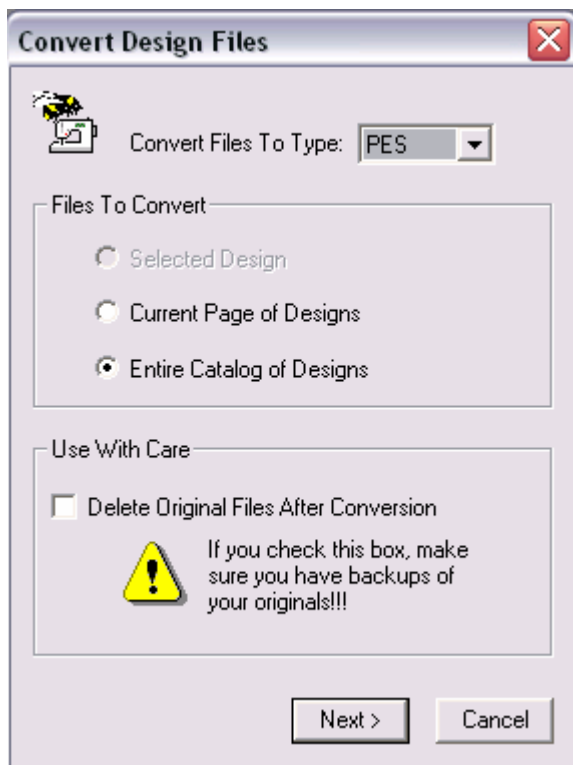 Convert Design Files
Convert Files To Type: PES
Files To Convert
Selected Design
Current Page of Designs
Entire Catalog of Designs
Use With Care
Delete Original Files After Conversion
If you check this box, make
sure you have backups of
your originals!!!
Next > Cancel